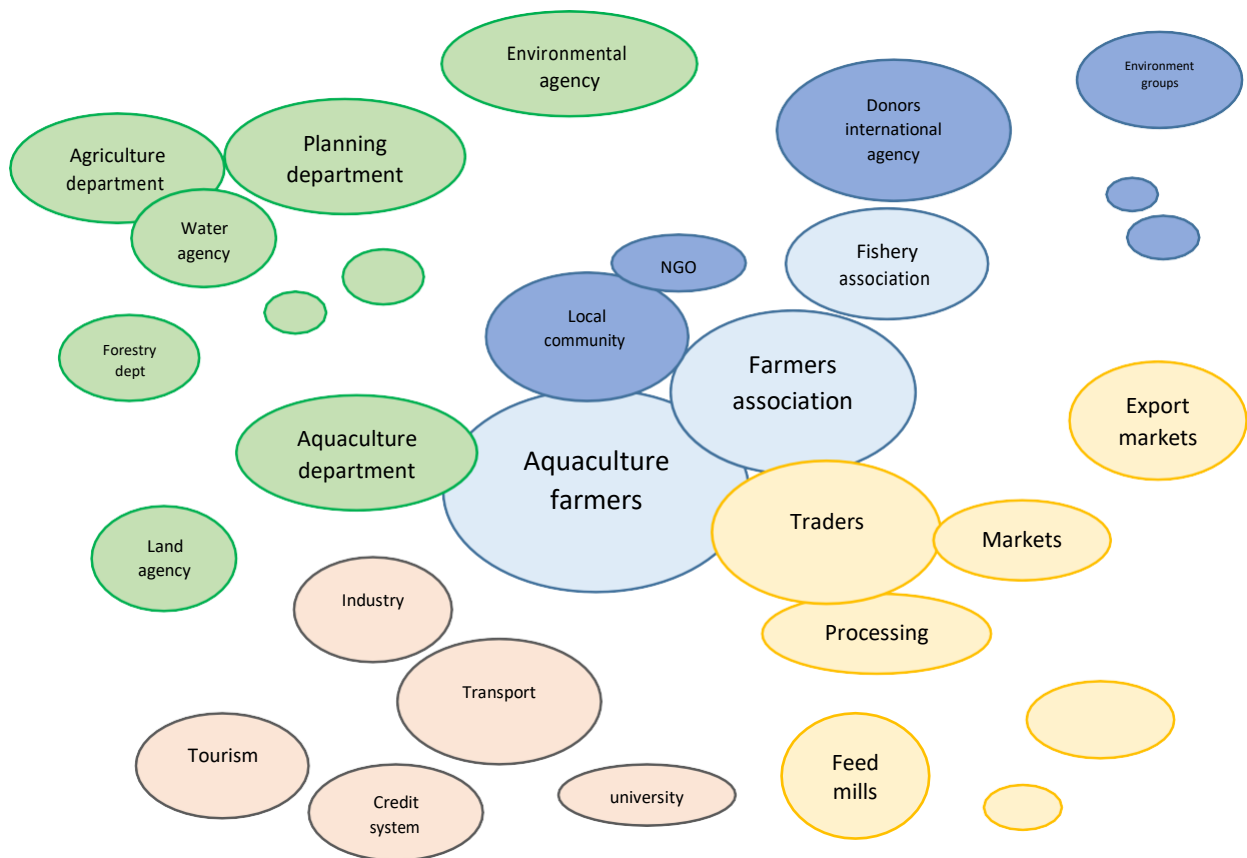 Environmental
agency
Environment
groups
Donors
international
agency
Planning
department
Agriculture
department
Water
agency
Fishery
association
NGO
Local
community
Forestry
dept
Farmers
association
Export
markets
Aquaculture
department
Aquaculture
farmers
Traders
Markets
Land
agency
Industry
Processing
Transport
Tourism
Feed
mills
Credit
system
university